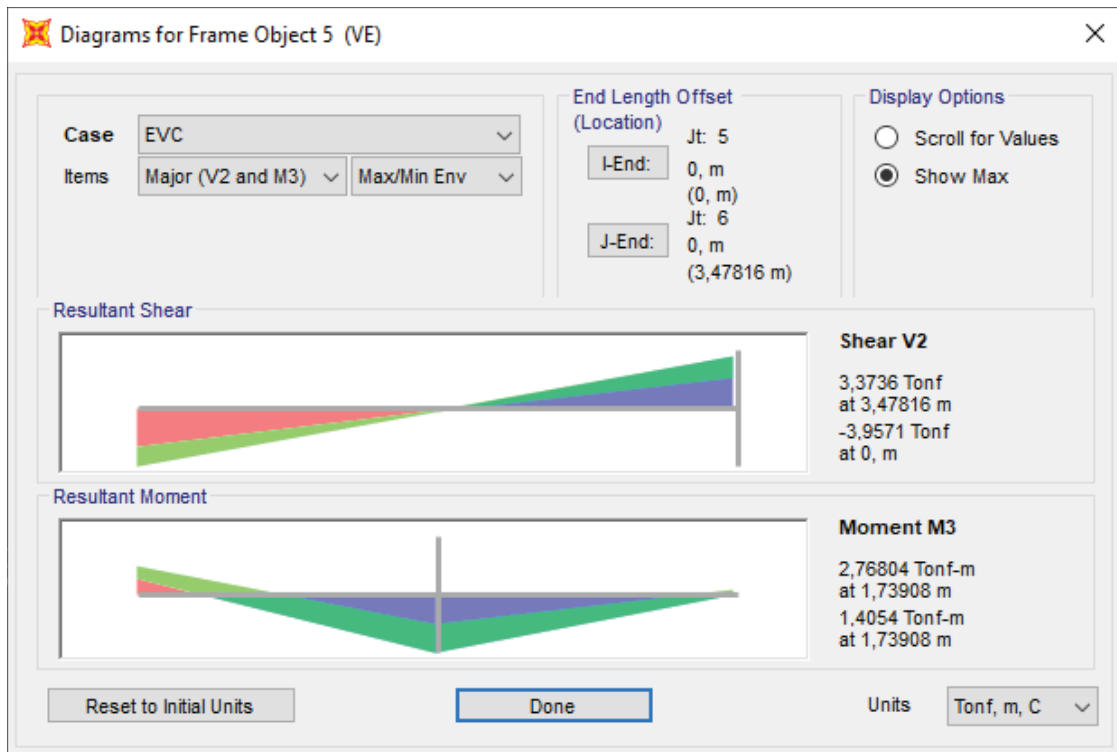 Diagrams for Frame Object 5 (VE)
Case EVC
Items Major (V2 and M3) Max/Min Env
End Length Offset
(Location)
Jt: 5
I-End: 0, m
(0, m)
Jt: 6
J-End: 0, m
(3,47816 m)
Display Options
Scroll for Values
Show Max
Resultant Shear
Shear V2
3,3736 Tonf
at 3,47816 m
-3,9571 Tonf
at 0, m
Resultant Moment
Moment M3
2,76804 Tonf-m
at 1,73908 m
1,4054 Tonf-m
at 1,73908 m
Reset to Initial Units
Done
Units Tonf, m, C